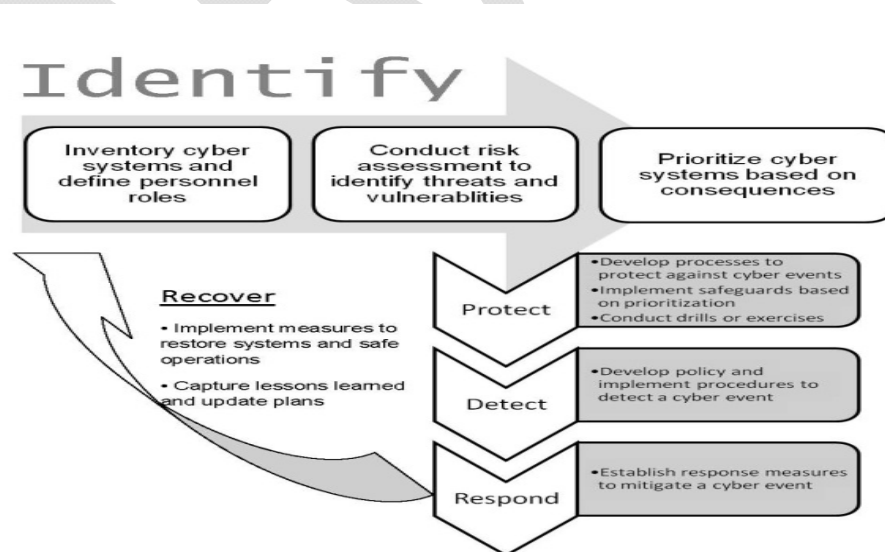 Identify
Inventory cyber
systems and
define personnel
roles
Conduct risk
assessment to
identify threats and
vulnerablities
Prioritize cyber
systems based on
consequences
Recover
• Implement measures to
restore systems and safe
operations
• Capture lessons learned
and update plans
Protect
•Develop processes to
protect against cyber events
•Implement safeguards based
on prioritization
•Conduct drills or exercises
Detect
•Develop policy and
implement procedures to
detect a cyber event
Respond
•Establish response measures
to mitigate a cyber event